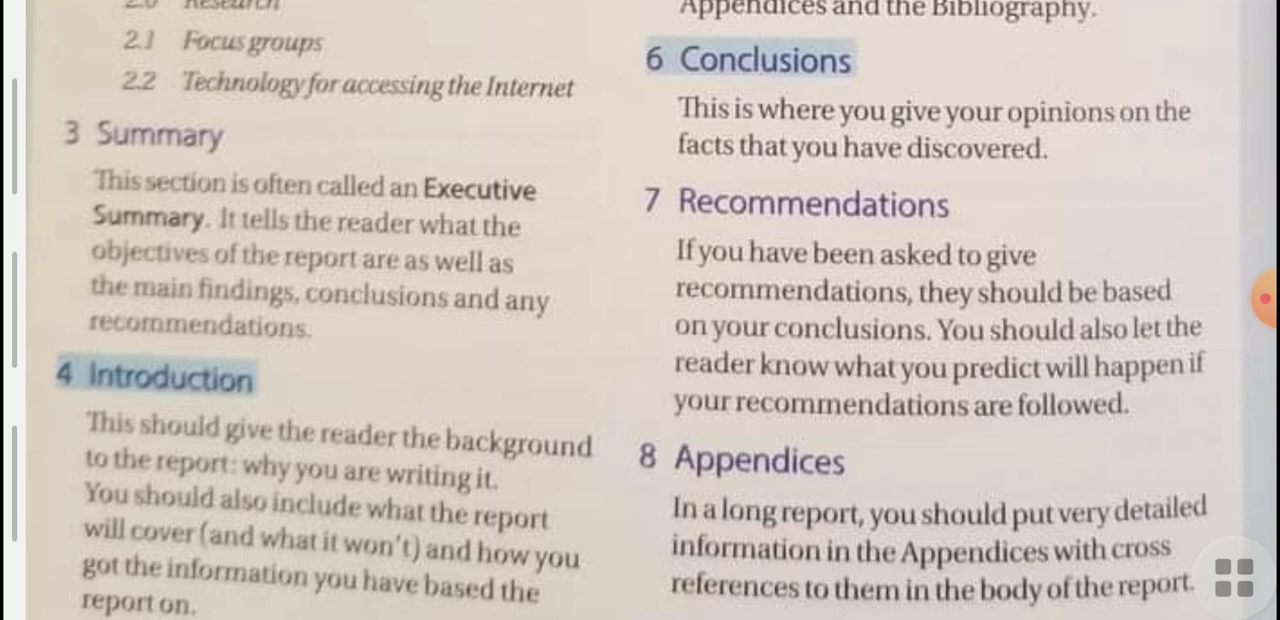 2.0 Research
2.1 Focus groups
2.2 Technology for accessing the Internet
3 Summary
This section is often called an Executive
Summary. It tells the reader what the
objectives of the report are as well as
the main findings, conclusions and any
recommendations.
4 Introduction
This should give the reader the background
to the report: why you are writing it.
You should also include what the report
will cover (and what it won't) and how you
got the information you have based the
report on.
Appendices and the Bibliography.
6 Conclusions
This is where you give your opinions on the
facts that you have discovered.
7 Recommendations
If you have been asked to give
recommendations, they should be based
on your conclusions. You should also let the
reader know what you predict will happen if
your recommendations are followed.
8 Appendices
In a long report, you should put very detailed
information in the Appendices with cross
references to them in the body of the report.